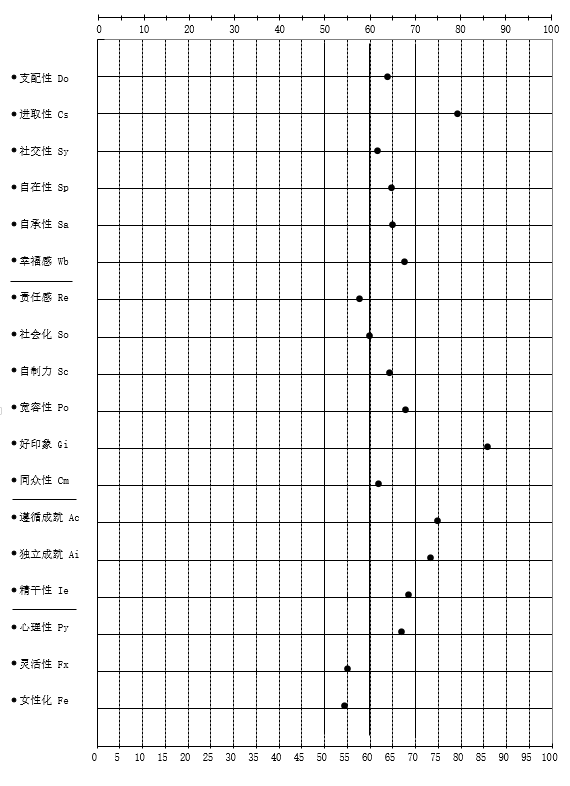 0 10 20 30 40 50 60 70 80 90 100
• 支配性 Do
• 进取性 Cs
• 社交性 Sy
• 自在性 Sp
• 自承性 Sa
• 幸福感 Wb
• 责任感 Re
• 社会化 So
• 自制力 Sc
• 宽容性 Po
• 好印象 Gi
• 同众性 Cm
• 遵循成就 Ac
• 独立成就 Ai
• 精干性 Ie
• 心理性 Py
• 灵活性 Fx
• 女性化 Fe
0 5 10 15 20 25 30 35 40 45 50 55 60 65 70 75 80 85 90 95 100